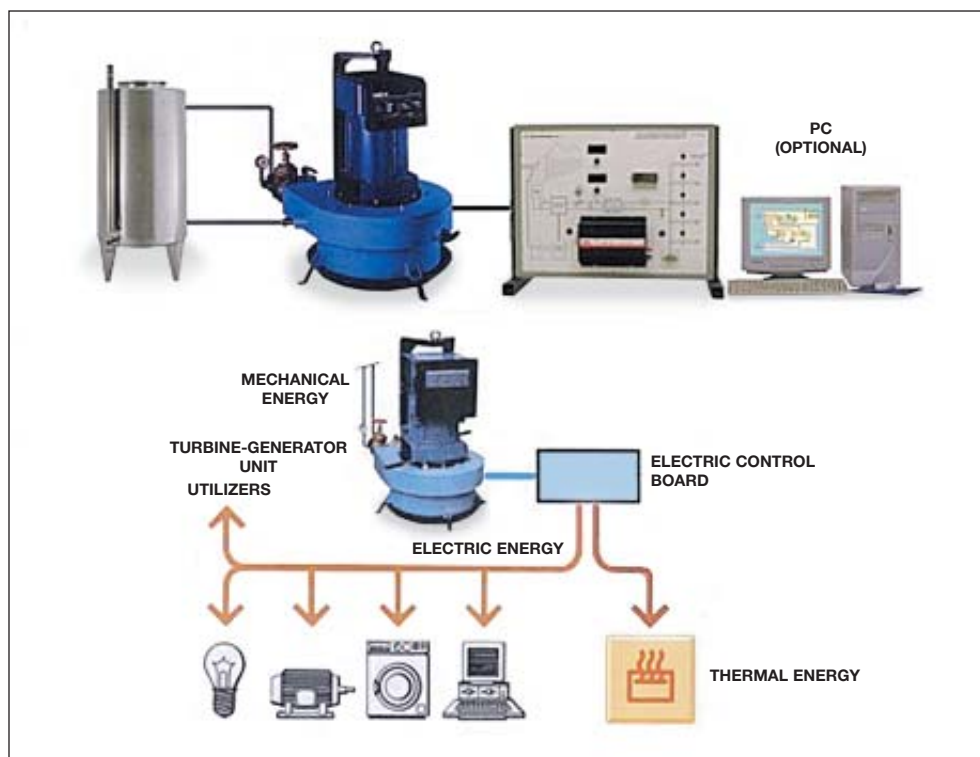 PC
(OPTIONAL)
MECHANICAL
ENERGY
TURBINE-GENERATOR
UNIT
UTILIZERS
ELECTRIC CONTROL
BOARD
ELECTRIC ENERGY
THERMAL ENERGY